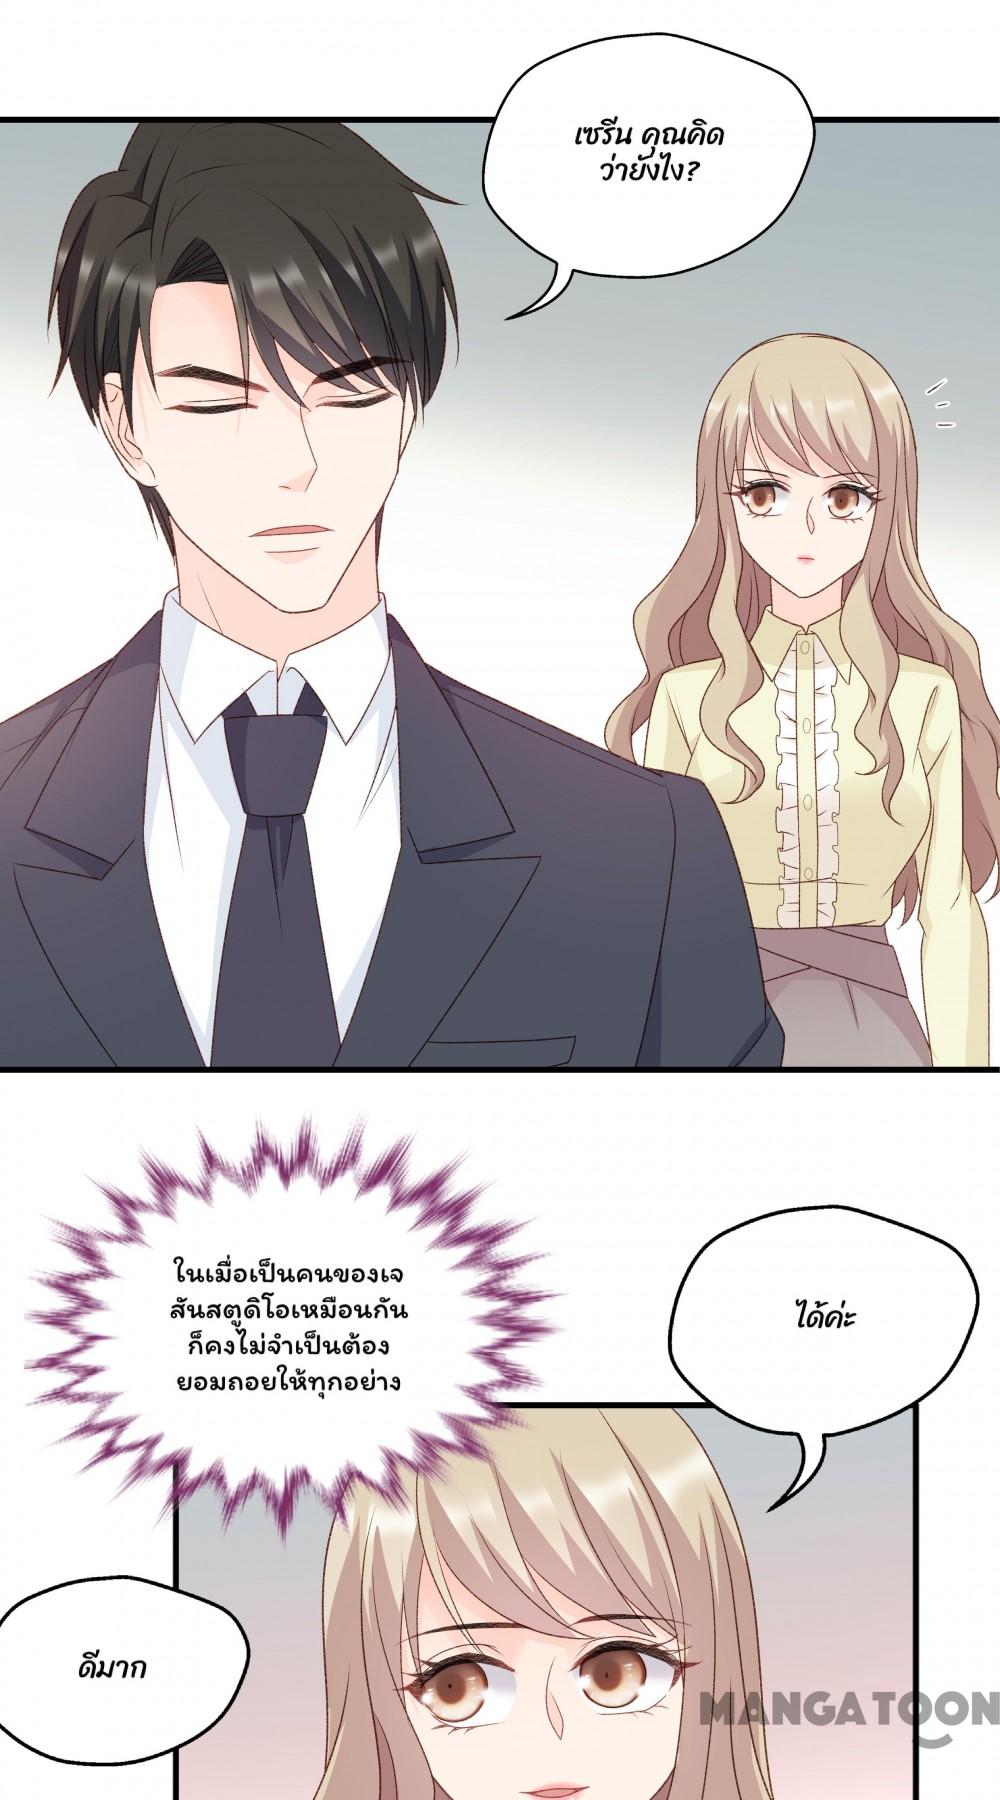 เซรีน คุณคิด
ว่ายังไง?
ในเมื่อเป็นคนของเจ
สันสตูดิโอเหมือนกัน
ก็คงไม่จำเป็นต้อง
ยอมถอยให้ทุกอย่าง
ได้ค่ะ
ดีมาก
MANGATOON